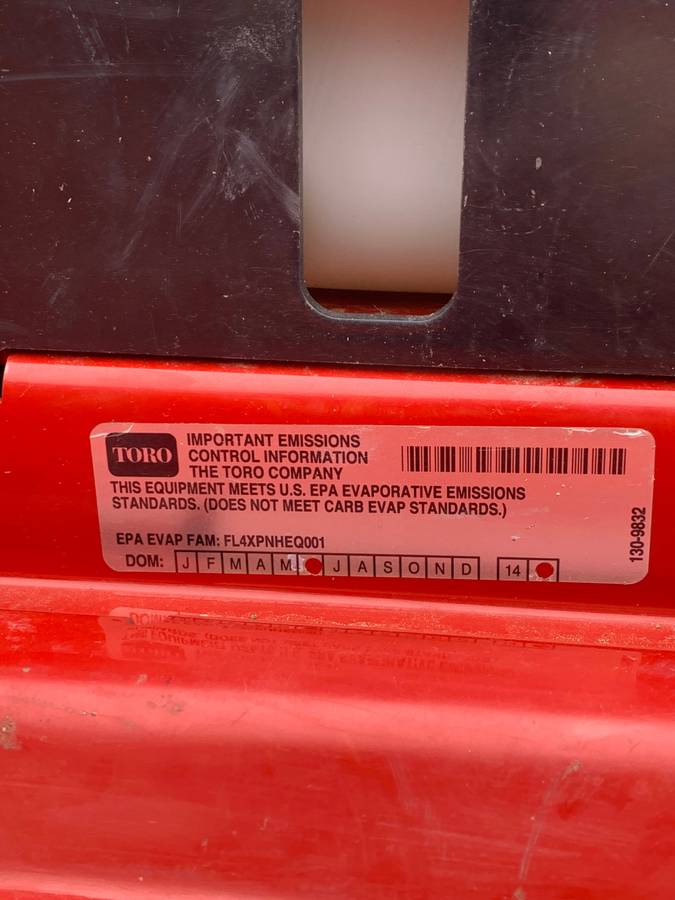 TORO
IMPORTANT EMISSIONS
CONTROL INFORMATION
THE TORO COMPANY
THIS EQUIPMENT MEETS U.S. EPA EVAPORATIVE EMISSIONS
STANDARDS. (DOES NOT MEET CARB EVAP STANDARDS.)
EPA EVAP FAM: FL4XPNHEQ001
DOM: J F M A M J A S O N D 14
130-9832